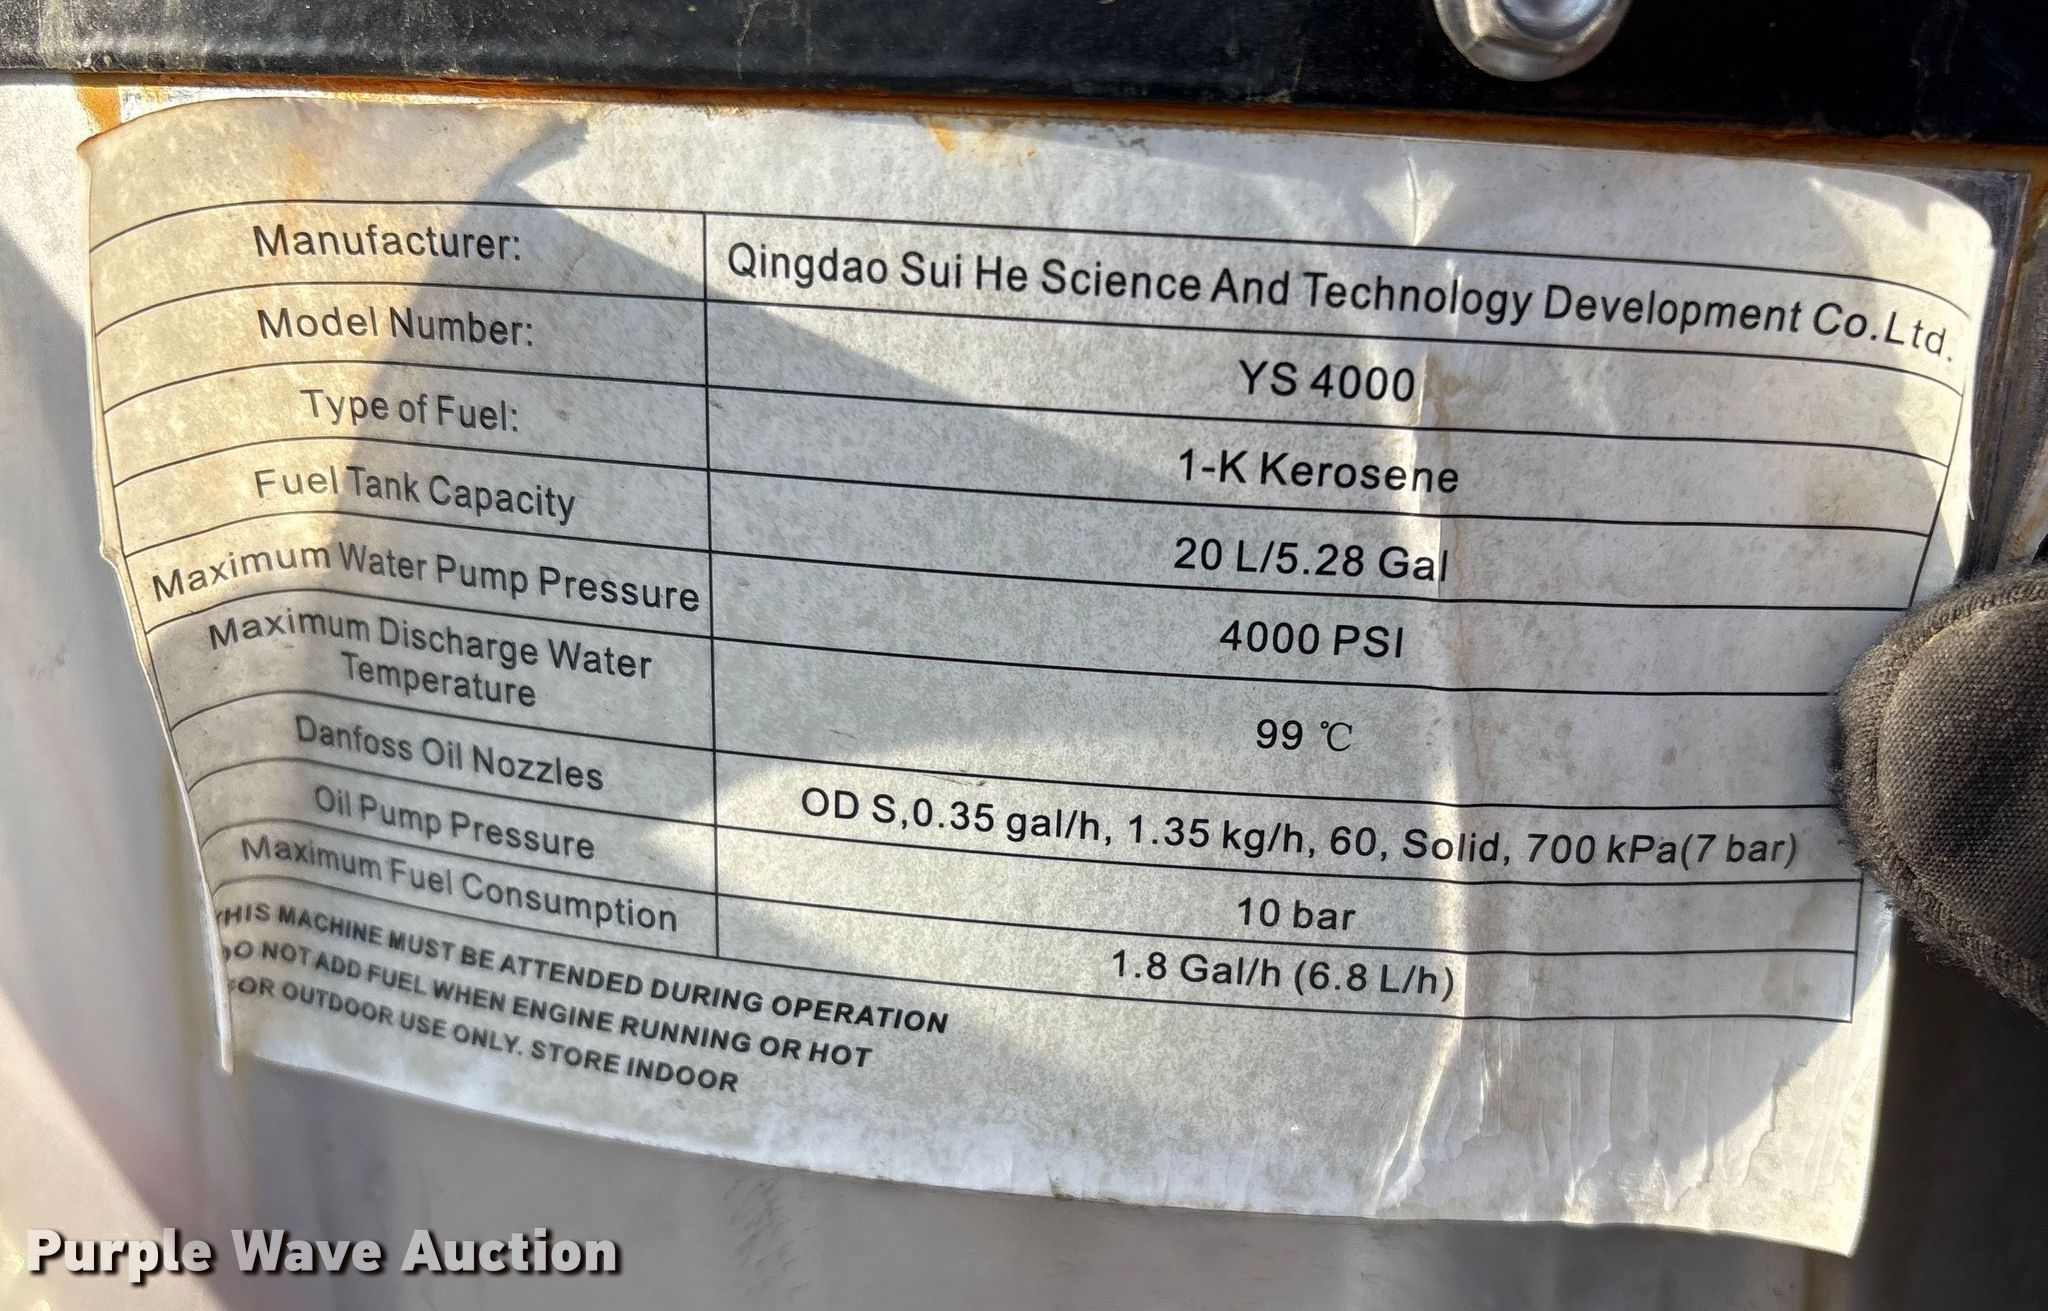 Manufacturer: Qingdao Sui He Science And Technology Development Co.Ltd.
Model Number: YS 4000
Type of Fuel: 1-K Kerosene
Fuel Tank Capacity 20 L/5.28 Gal
Maximum Water Pump Pressure 4000 PSI
Maximum Discharge Water
Temperature 99 ℃
Danfoss Oil Nozzles OD S,0.35 gal/h, 1.35 kg/h, 60, Solid, 700 kPa(7 bar)
Oil Pump Pressure 10 bar
Maximum Fuel Consumption 1.8 Gal/h (6.8 L/h)
THIS MACHINE MUST BE ATTENDED DURING OPERATION
DO NOT ADD FUEL WHEN ENGINE RUNNING OR HOT
FOR OUTDOOR USE ONLY. STORE INDOOR
Purple Wave Auction